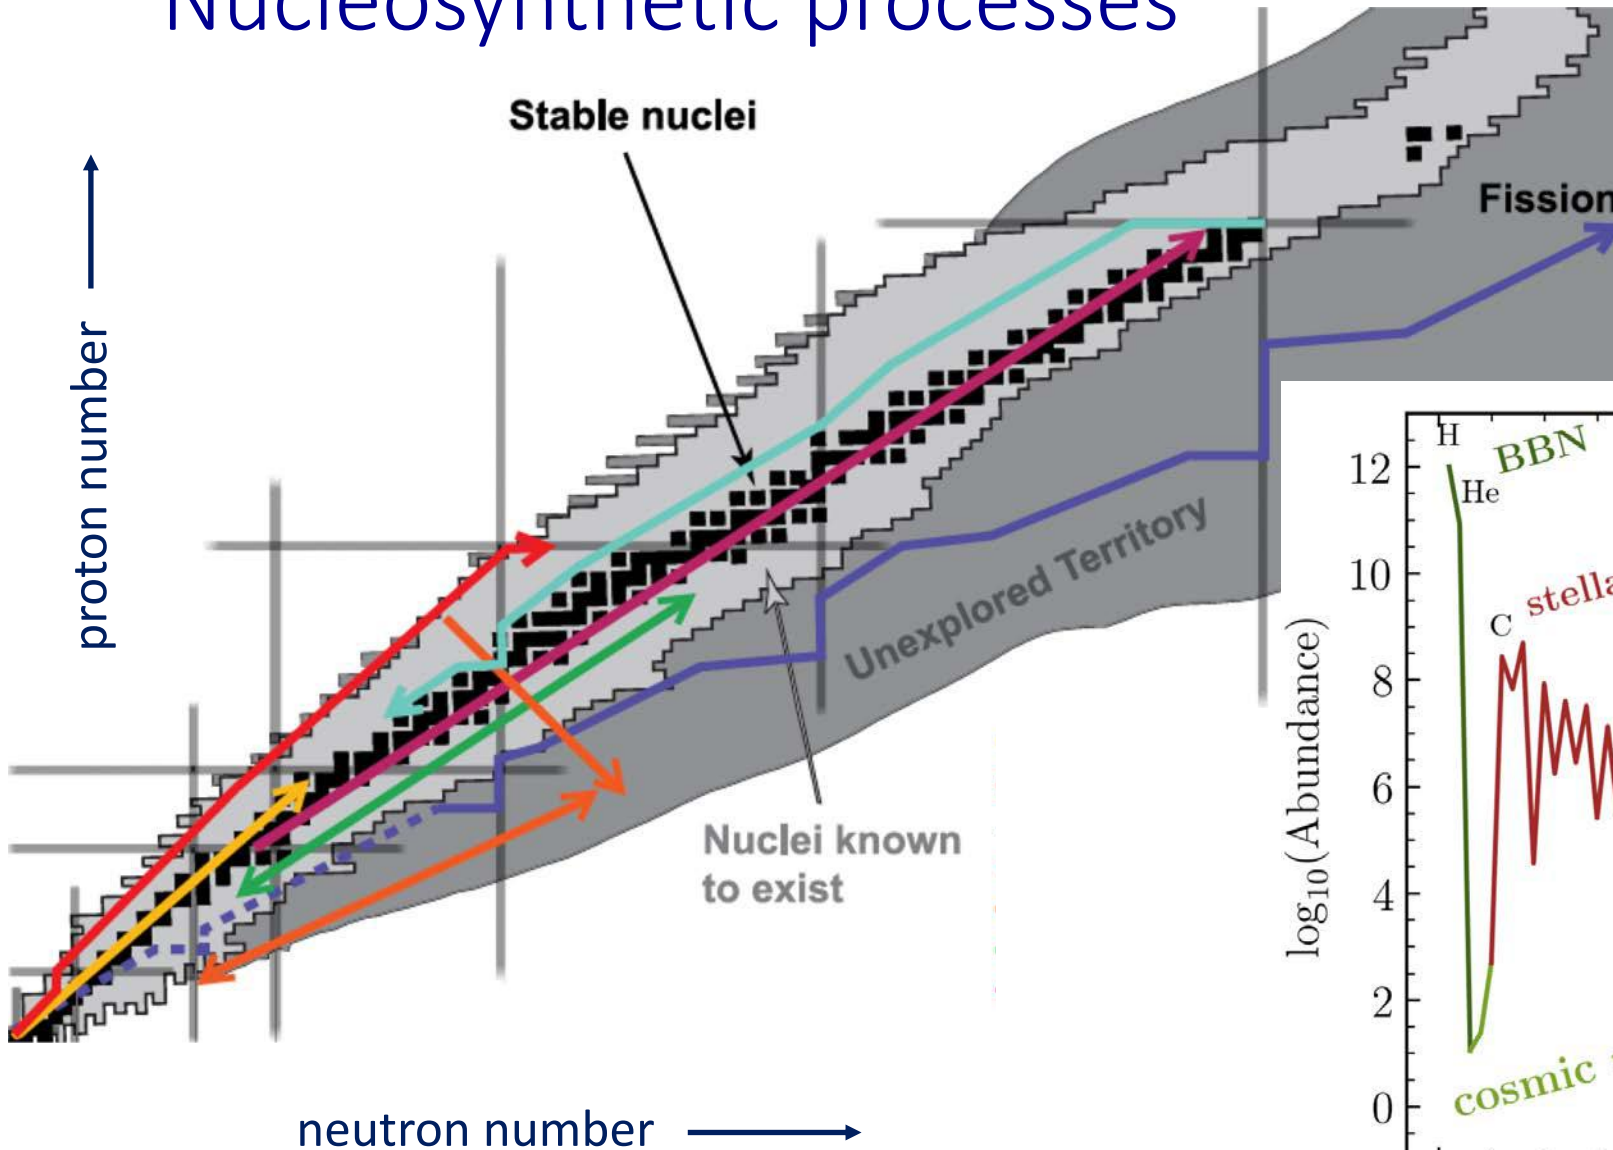 Nucleosynthetic processes
Stable nuclei
Fission
proton number
Unexplored Territory
Nuclei known
to exist
neutron number
log10(Abundance)
12
10
8
6
4
2
0
H
He
BBN
C
cosmic